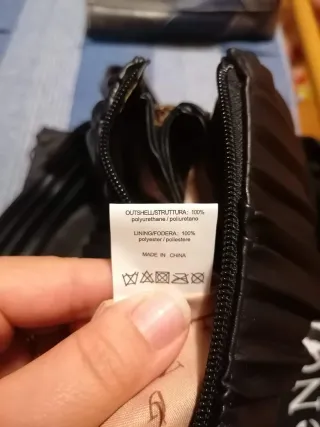 OUTSHELL/STRUTTURA: 100%
polyurethane / poliuretano
LINING/FODERA: 100%
polyester / poliestere
MADE IN CHINA